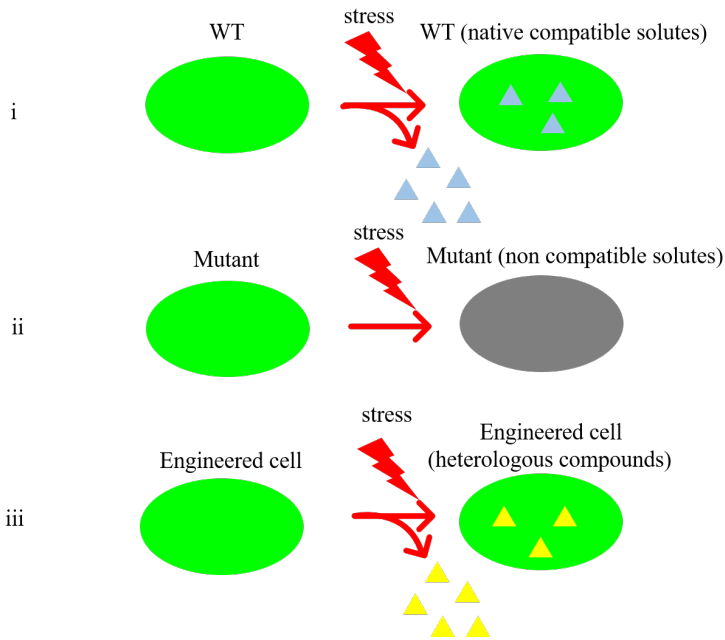 stress
WT
WT (native compatible solutes)
i
stress
Mutant
Mutant (non compatible solutes)
ii
stress
Engineered cell
Engineered cell
(heterologous compounds)
iii